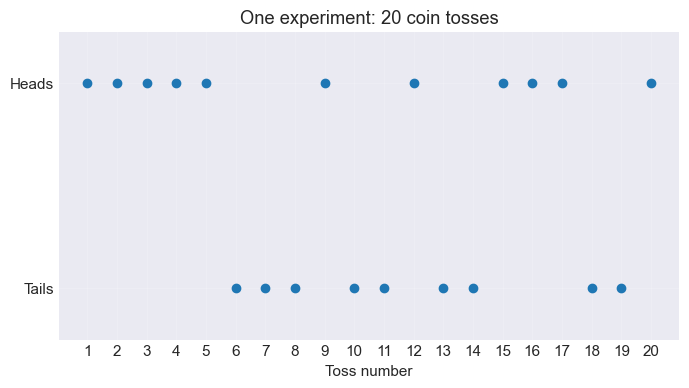 One experiment: 20 coin tosses
Heads
Tails
1 2 3 4 5 6 7 8 9 10 11 12 13 14 15 16 17 18 19 20
Toss number